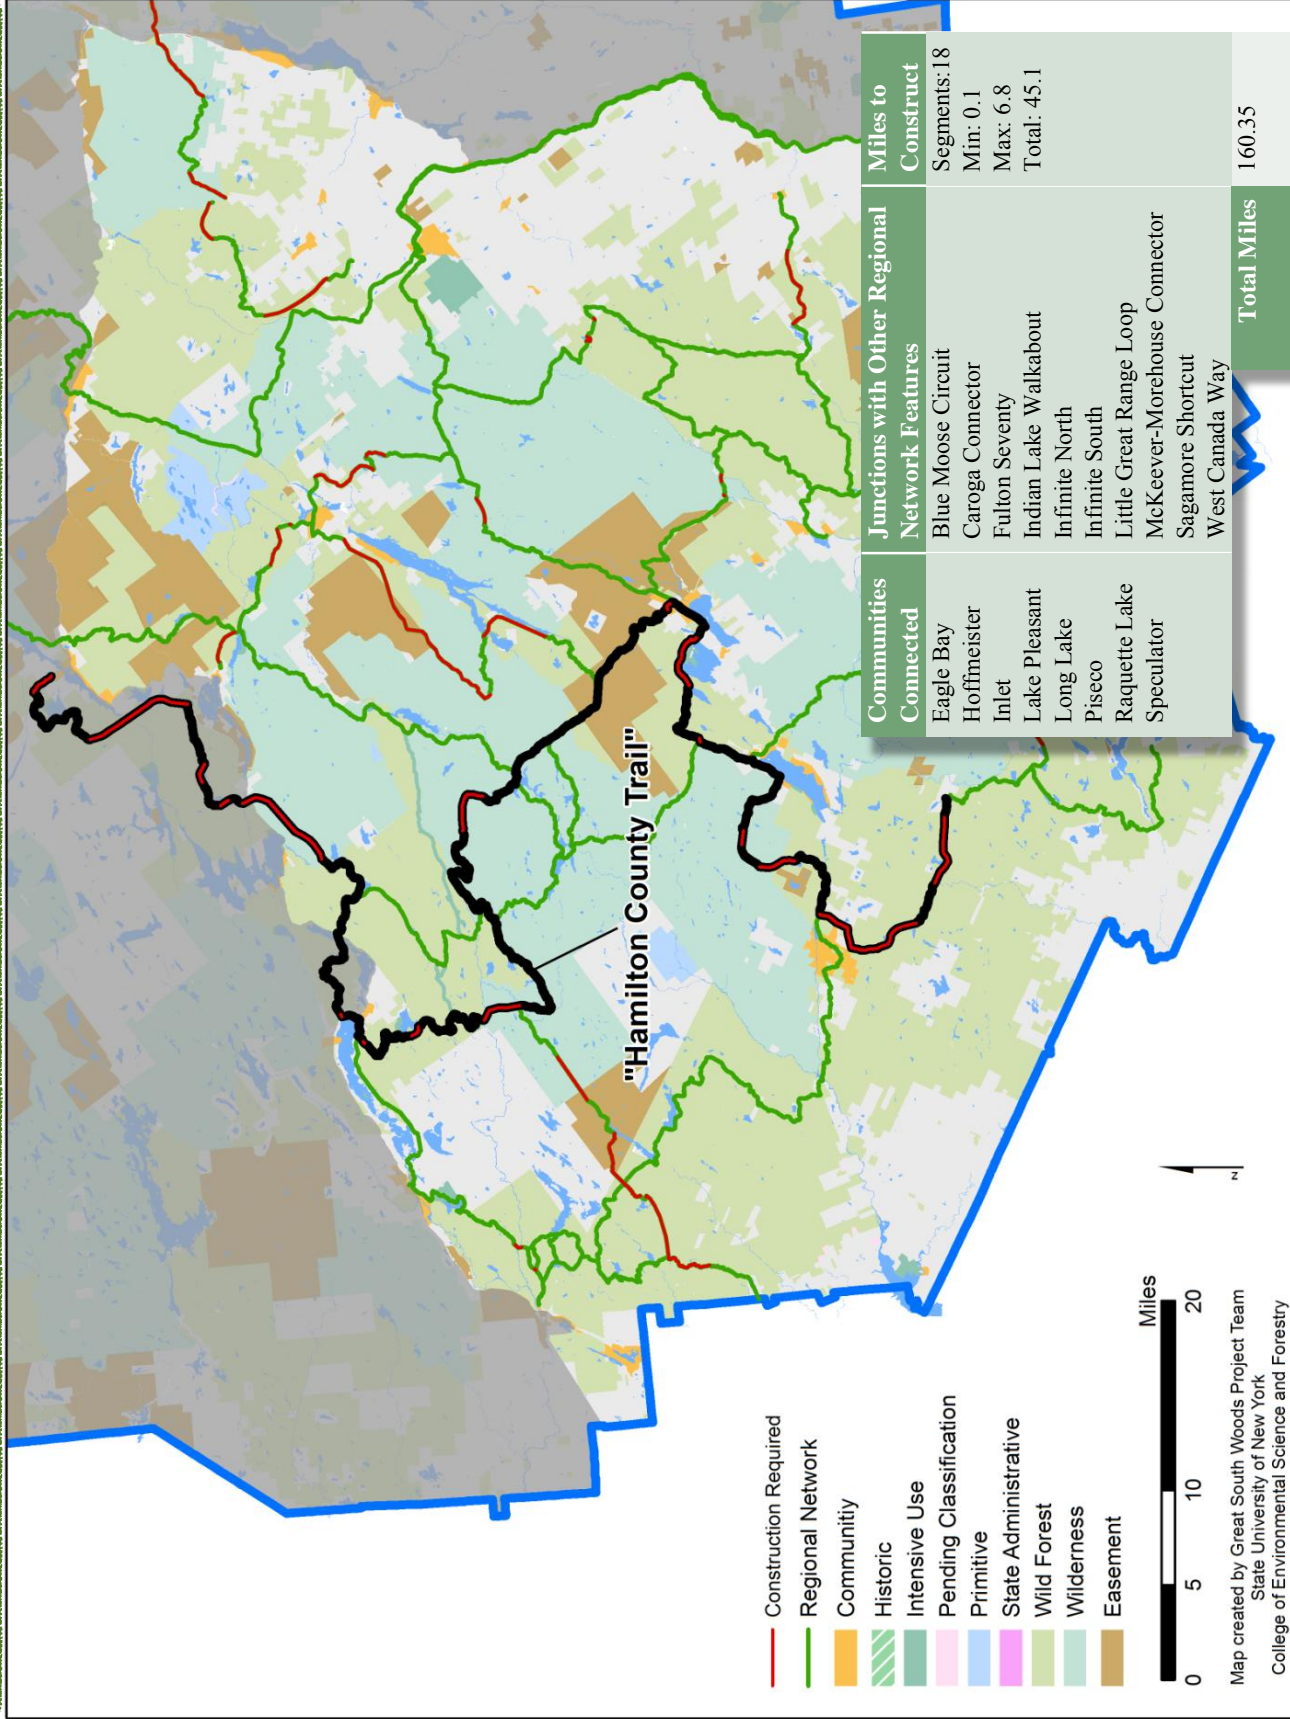 "Hamilton County Trail"
Construction Required
Regional Network
Communitiy
Historic
Intensive Use
Pending Classification
Primitive
State Administrative
Wild Forest
Wilderness
Easement
Miles
0 5 10 20
Map created by Great South Woods Project Team
State University of New York
College of Environmental Science and Forestry
N
Communities
Connected
Eagle Bay
Hoffmeister
Inlet
Lake Pleasant
Long Lake
Piseco
Raquette Lake
Speculator
Junctions with Other Regional
Network Features
Blue Moose Circuit
Caroga Connector
Fulton Seventy
Indian Lake Walkabout
Infinite North
Infinite South
Little Great Range Loop
McKeever-Morehouse Connector
Sagamore Shortcut
West Canada Way
Miles to
Construct
Segments:18
Min: 0.1
Max: 6.8
Total: 45.1
Total Miles 160.35